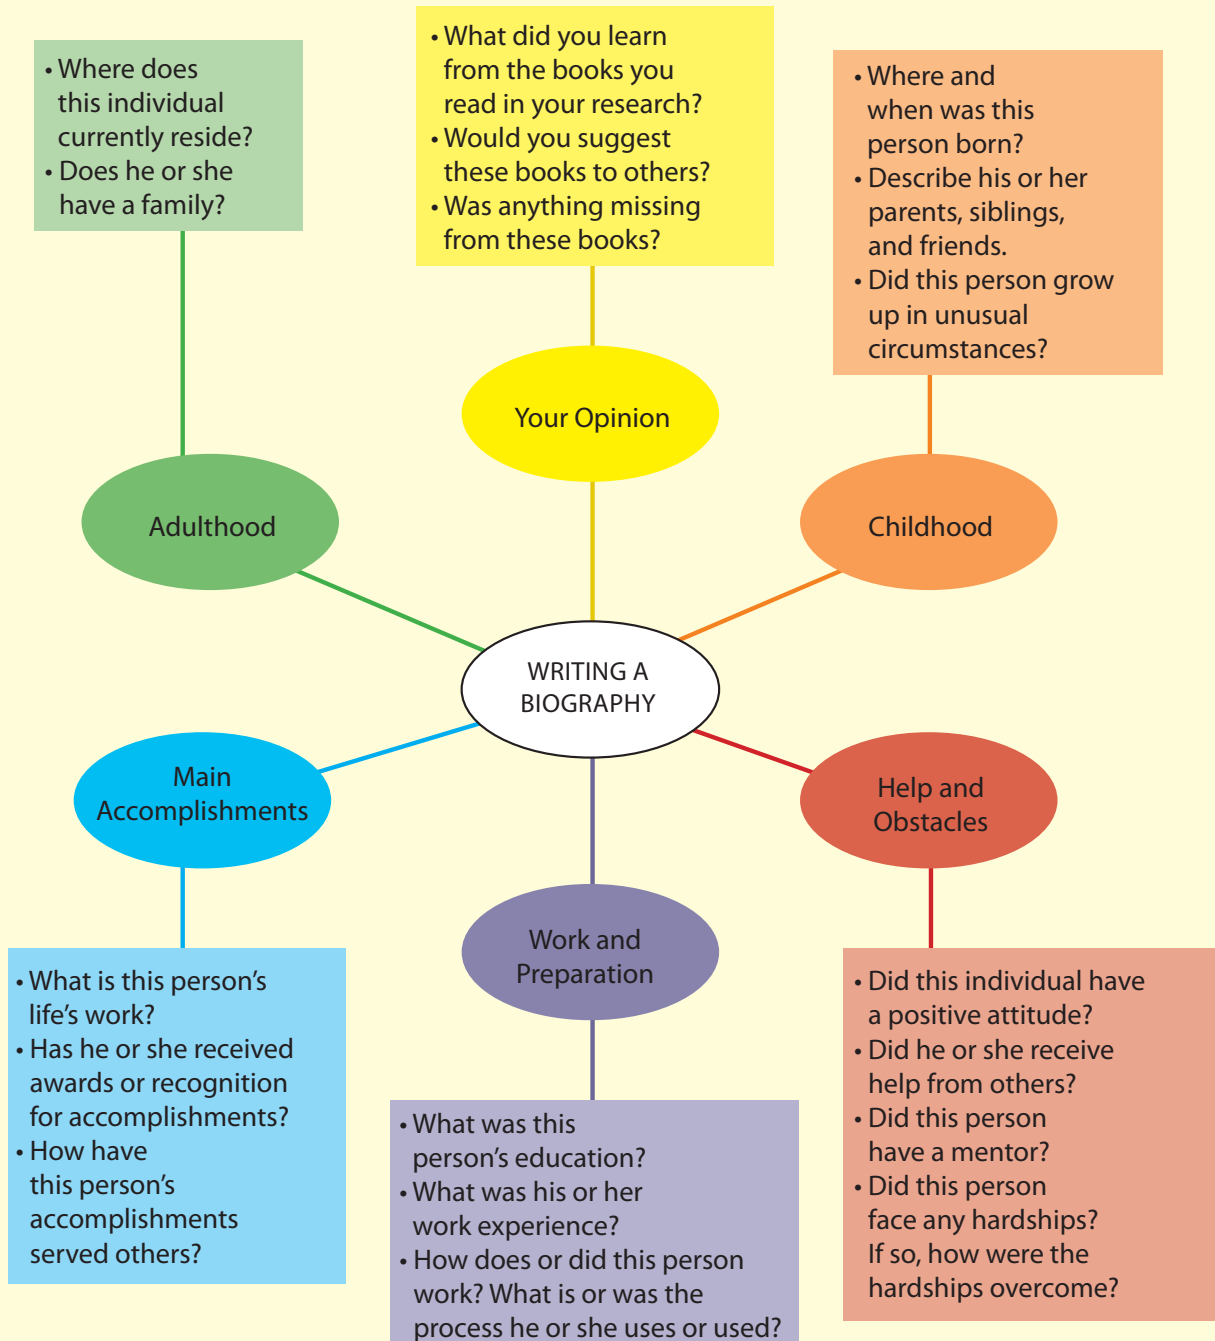 • Where does
this individual
currently reside?
• Does he or she
have a family?
• What did you learn
from the books you
read in your research?
• Would you suggest
these books to others?
• Was anything missing
from these books?
• Where and
when was this
person born?
• Describe his or her
parents, siblings,
and friends.
• Did this person grow
up in unusual
circumstances?
Adulthood
Your Opinion
Childhood
WRITING A
BIOGRAPHY
Main
Accomplishments
Work and
Preparation
Help and
Obstacles
• What is this person’s
life’s work?
• Has he or she received
awards or recognition
for accomplishments?
• How have
this person’s
accomplishments
served others?
• What was this
person’s education?
• What was his or her
work experience?
• How does or did this person
work? What is or was the
process he or she uses or used?
• Did this individual have
a positive attitude?
• Did he or she receive
help from others?
• Did this person
have a mentor?
• Did this person
face any hardships?
If so, how were the
hardships overcome?